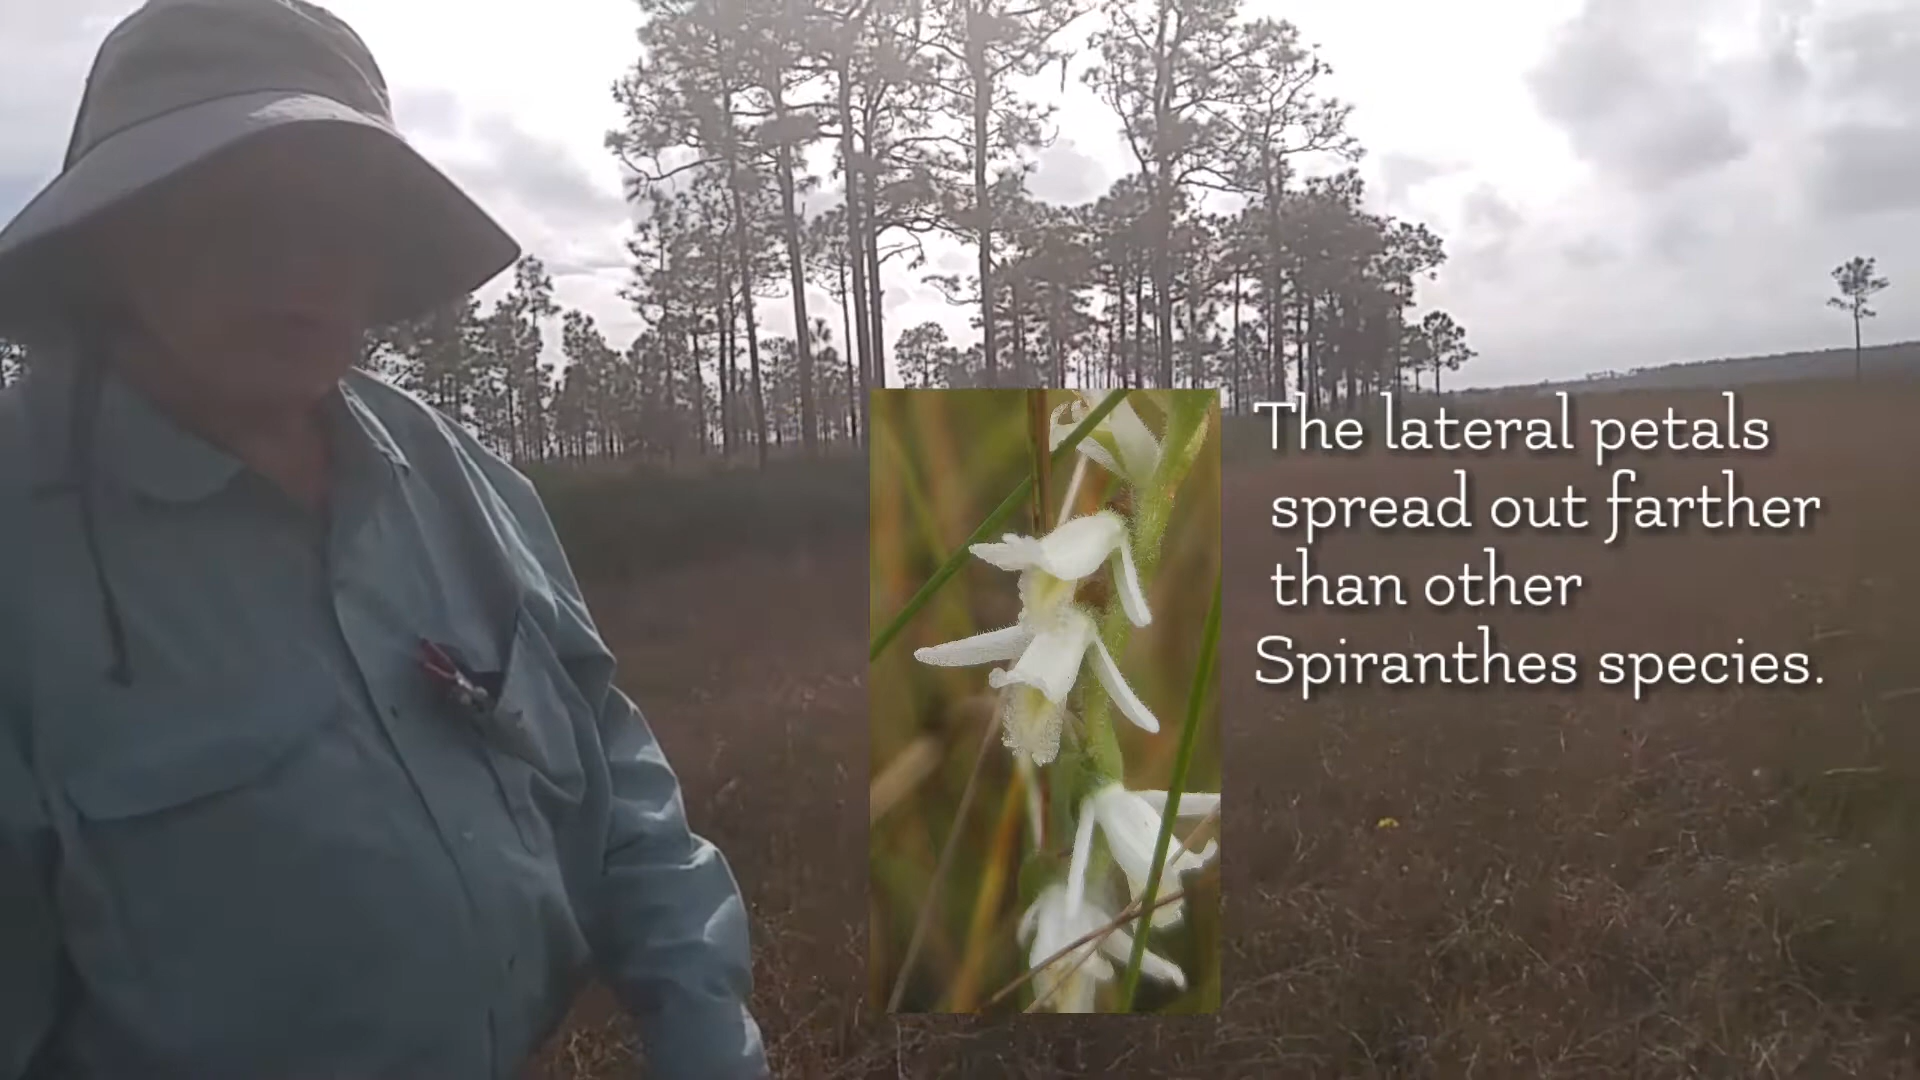 The lateral petals
spread out farther
than other
Spiranthes species.